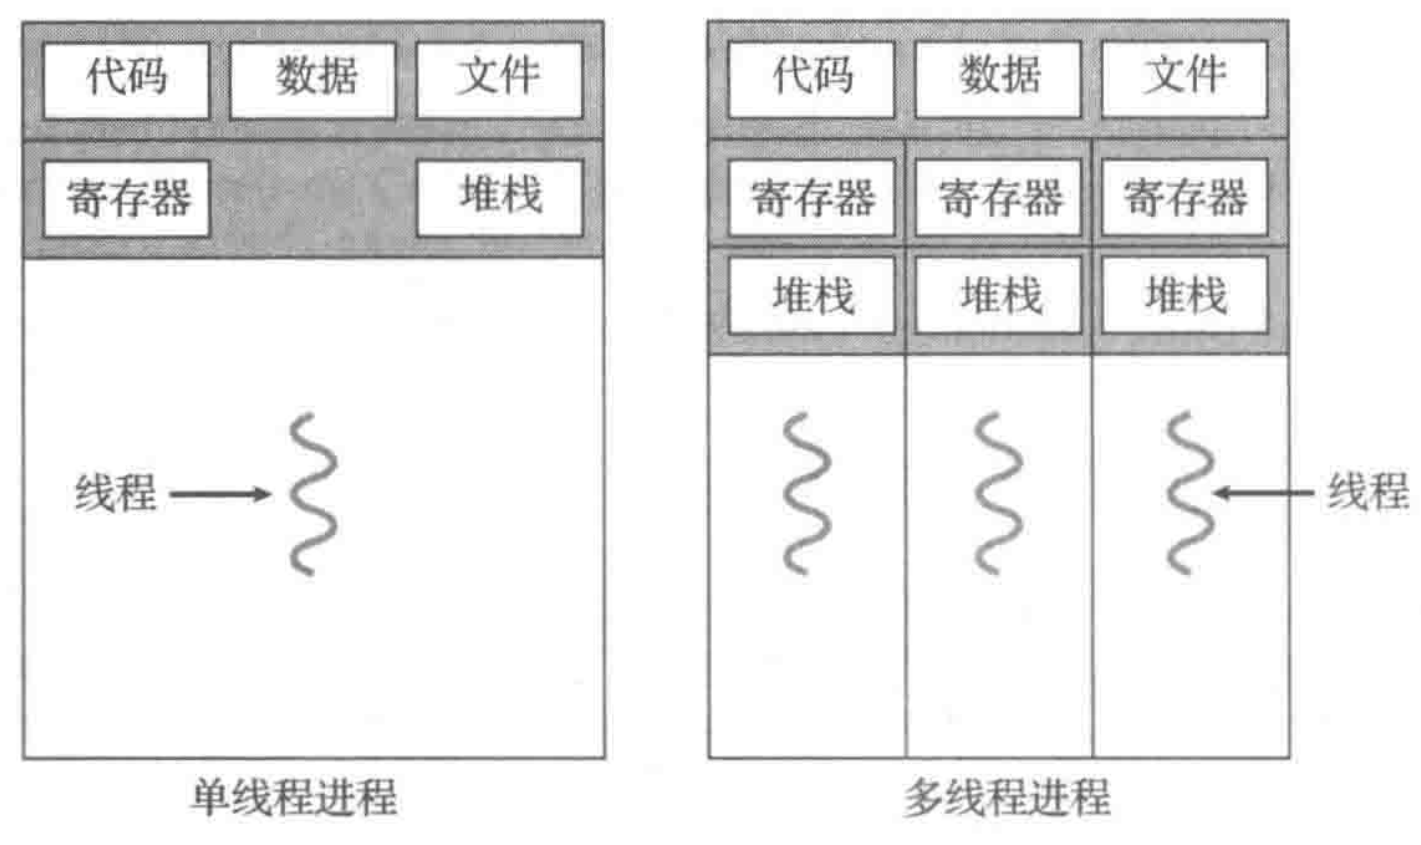 代码 数据 文件
寄存器 堆栈
线程
单线程进程
代码 数据 文件
寄存器 寄存器 寄存器
堆栈 堆栈 堆栈
线程
多线程进程